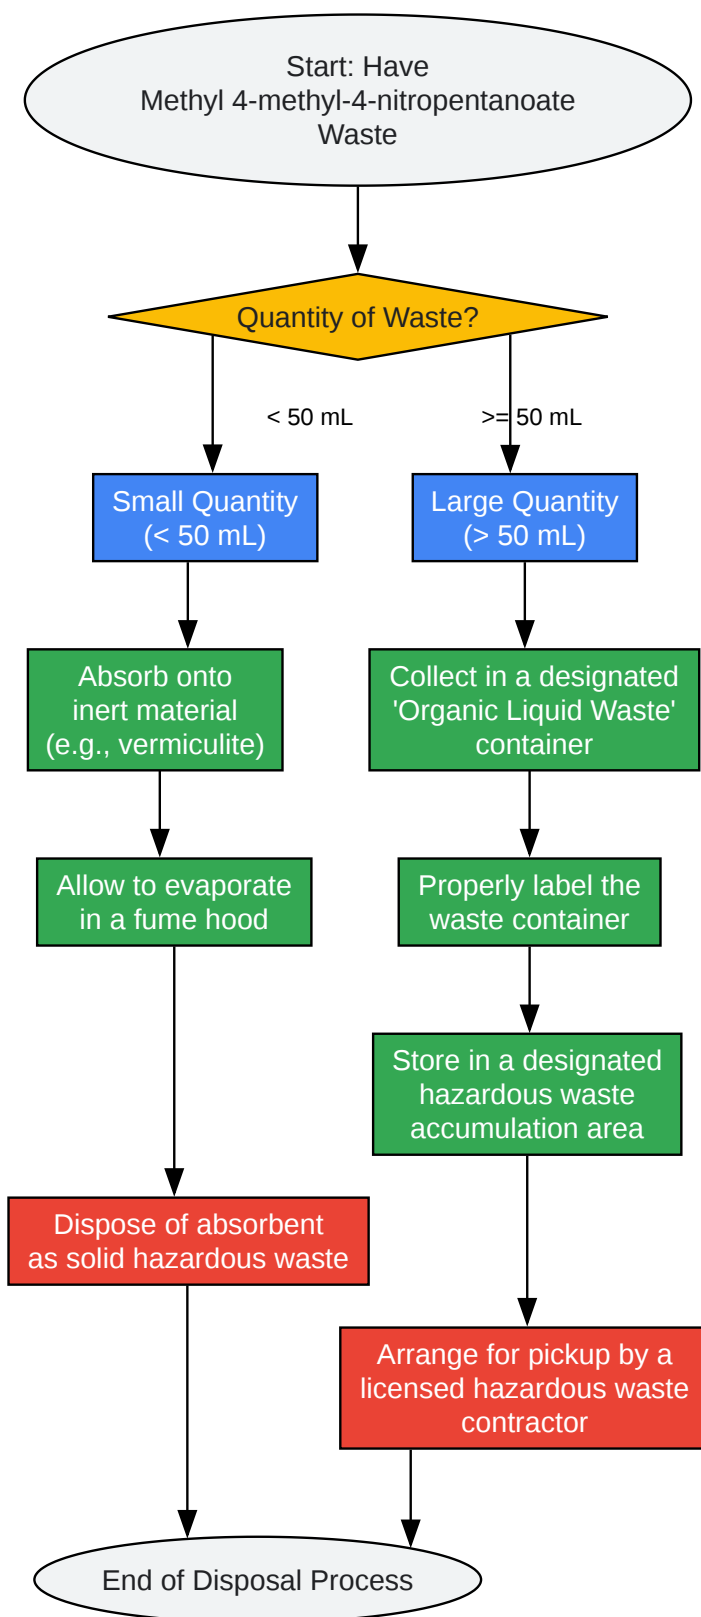 Start: Have
Methyl 4-methyl-4-nitropentanoate
Waste
Quantity of Waste?
< 50 mL
>= 50 mL
Small Quantity
(< 50 mL)
Large Quantity
(> 50 mL)
Absorb onto
inert material
(e.g., vermiculite)
Collect in a designated
'Organic Liquid Waste'
container
Allow to evaporate
in a fume hood
Properly label the
waste container
Store in a designated
hazardous waste
accumulation area
Dispose of absorbent
as solid hazardous waste
Arrange for pickup by a
licensed hazardous waste
contractor
End of Disposal Process